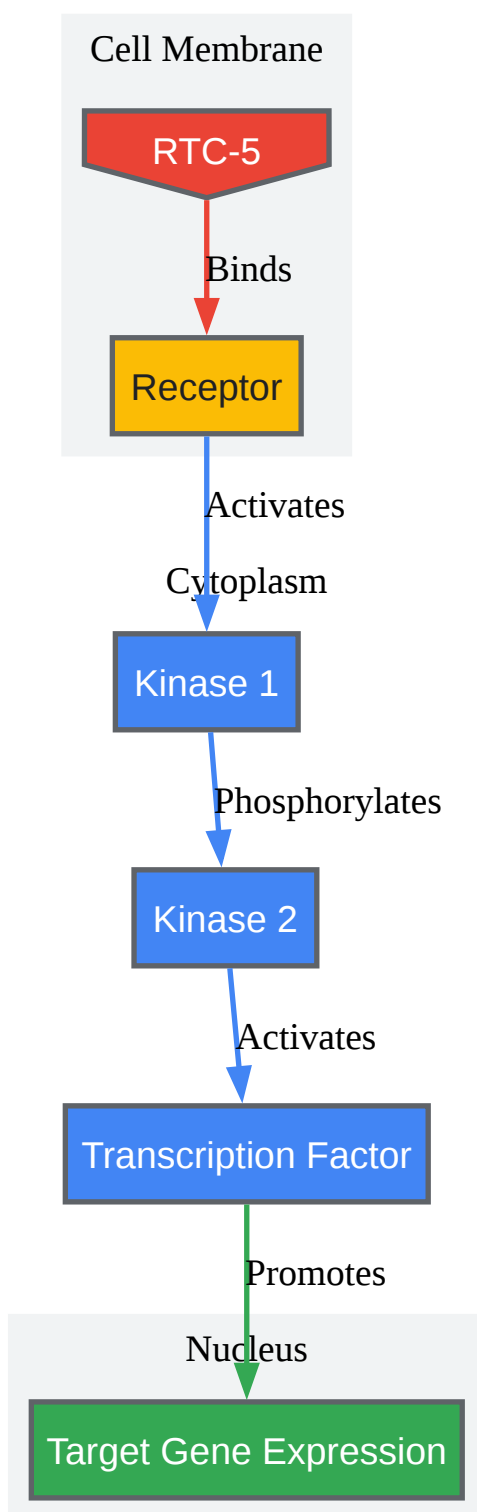 Cell Membrane
RTC-5
Binds
Receptor
Activates
Cytoplasm
Kinase 1
Phosphorylates
Kinase 2
Activates
Transcription Factor
Promotes
Nucleus
Target Gene Expression